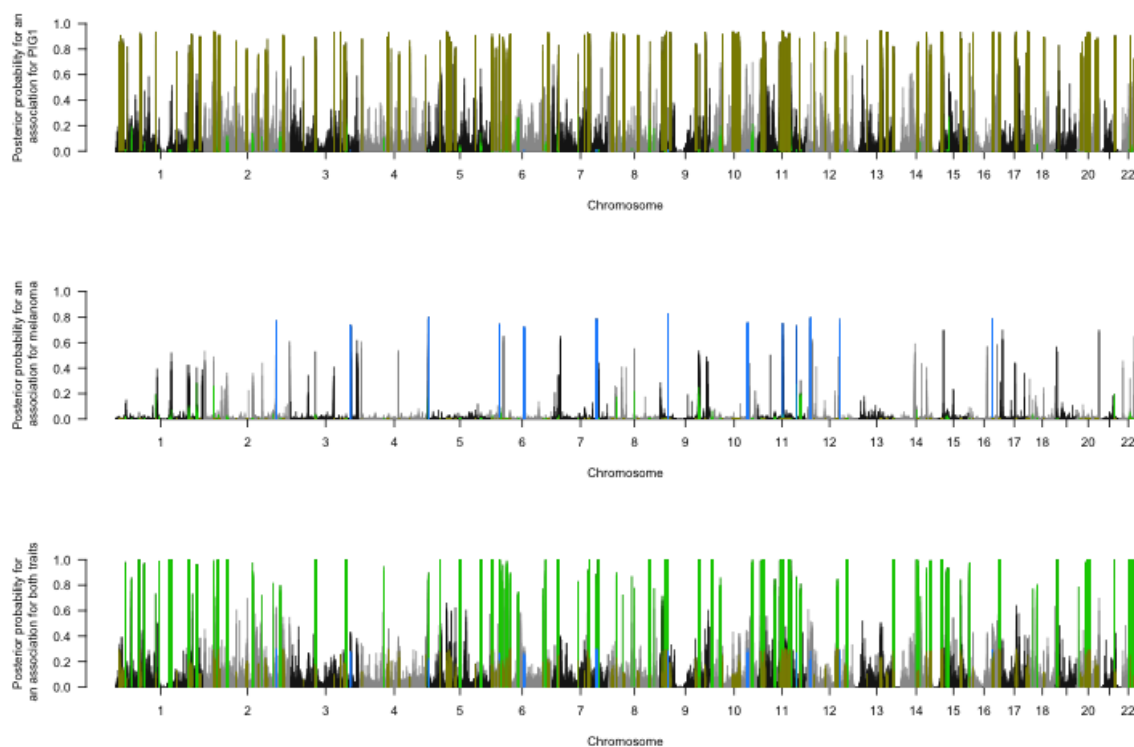 Posterior probability for an
association for PIG1
1.0
0.8
0.6
0.4
0.2
0.0
1 2 3 4 5 6 7 8 9 10 11 12 13 14 15 16 17 18 20 22
Chromosome
Posterior probability for an
association for melanoma
1.0
0.8
0.6
0.4
0.2
0.0
1 2 3 4 5 6 7 8 9 10 11 12 13 14 15 16 17 18 20 22
Chromosome
Posterior probability for
an association for both traits
1.0
0.8
0.6
0.4
0.2
0.0
1 2 3 4 5 6 7 8 9 10 11 12 13 14 15 16 17 18 20 22
Chromosome